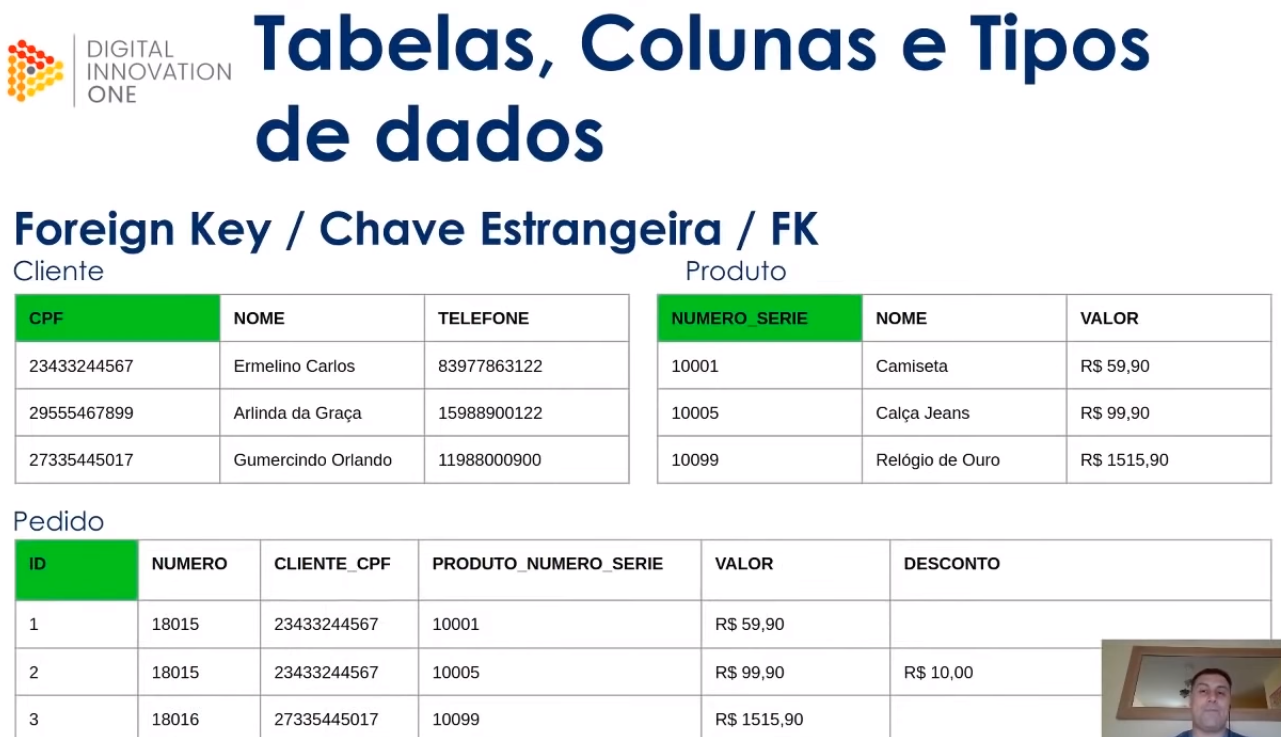 DIGITAL
INNOVATION
ONE
Tabelas, Colunas e Tipos
de dados
Foreign Key / Chave Estrangeira / FK
Cliente
CPF NOME TELEFONE
23433244567 Ermelino Carlos 83977863122
29555467899 Arlinda da Graça 15988900122
27335445017 Gumercindo Orlando 11988000900
Produto
NUMERO_SERIE NOME VALOR
10001 Camiseta R$ 59,90
10005 Calça Jeans R$ 99,90
10099 Relógio de Ouro R$ 1515,90
Pedido
ID NUMERO CLIENTE_CPF PRODUTO_NUMERO_SERIE VALOR DESCONTO
1 18015 23433244567 10001 R$ 59,90
2 18015 23433244567 10005 R$ 99,90 R$ 10,00
3 18016 27335445017 10099 R$ 1515,90